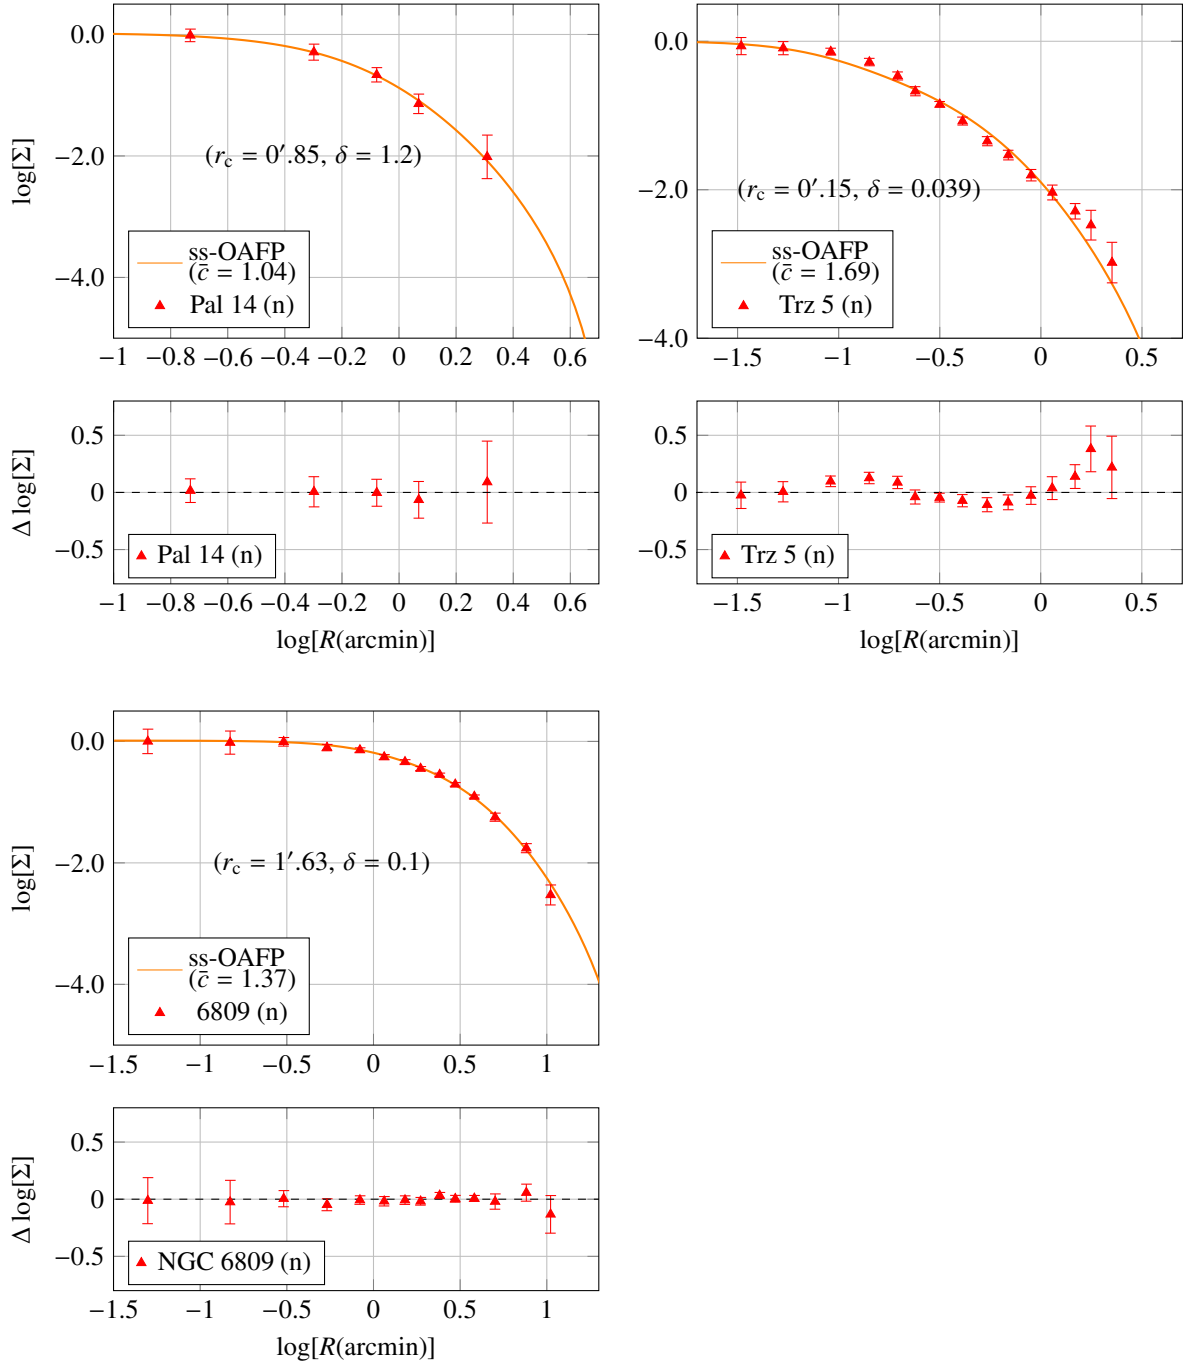 0.0
−2.0
−4.0
log[Σ]
(r_c = 0′.85, δ = 1.2)
ss-OAFP
(c̄ = 1.04)
Pal 14 (n)
−1 −0.8 −0.6 −0.4 −0.2 0 0.2 0.4 0.6
0.0
−2.0
−4.0
(r_c = 0′.15, δ = 0.039)
ss-OAFP
(c̄ = 1.69)
Trz 5 (n)
−1.5 −1 −0.5 0 0.5
0.5
0
−0.5
Δ log[Σ]
Pal 14 (n)
−1 −0.8 −0.6 −0.4 −0.2 0 0.2 0.4 0.6
log[R(arcmin)]
0.5
0
−0.5
Trz 5 (n)
−1.5 −1 −0.5 0 0.5
log[R(arcmin)]
0.0
−2.0
−4.0
log[Σ]
(r_c = 1′.63, δ = 0.1)
ss-OAFP
(c̄ = 1.37)
6809 (n)
−1.5 −1 −0.5 0 0.5 1
0.5
0
−0.5
Δ log[Σ]
NGC 6809 (n)
−1.5 −1 −0.5 0 0.5 1
log[R(arcmin)]